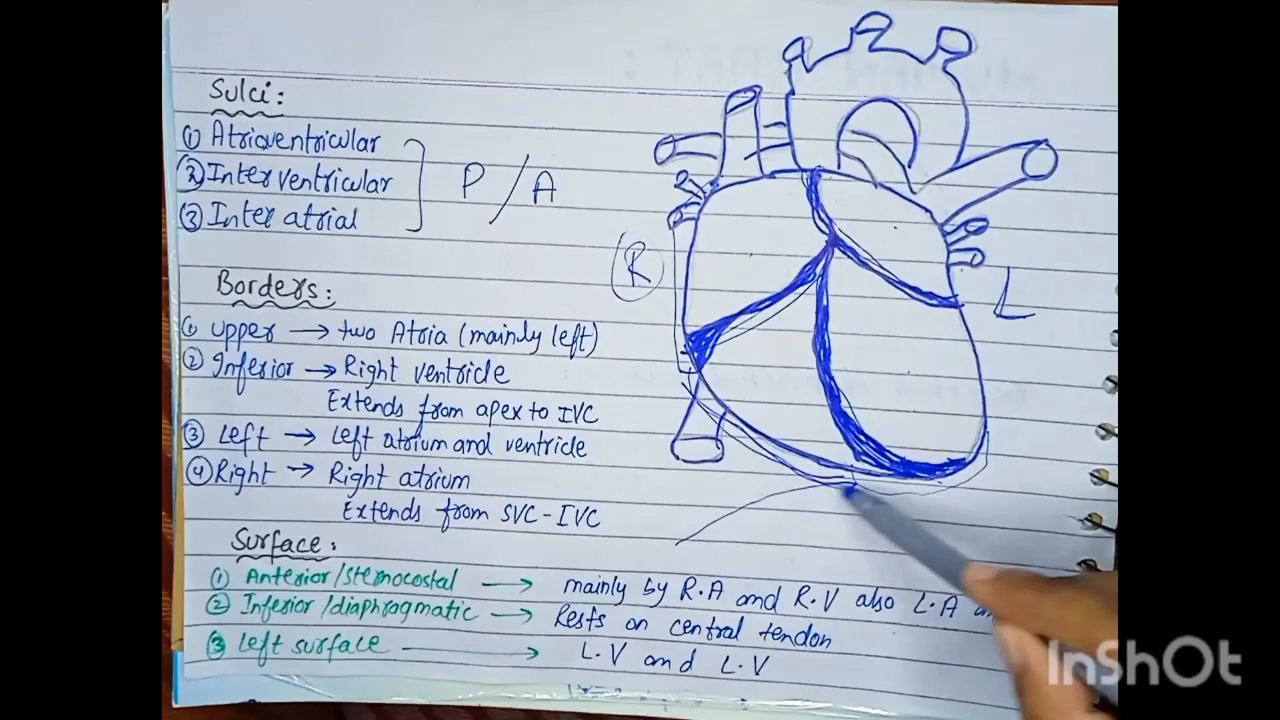 Sulci:
① Atrioventricular
② Interventricular
③ Inter atrial
P / A
R
L
Borders:
① upper → two Atria (mainly left)
② Inferior → Right ventricle
Extends from apex to IVC
③ Left → Left atrium and ventricle
④ Right → Right atrium
Extends from SVC - IVC
Surface:
① Anterior/sternocostal → mainly by R.A and R.V also L.A
② Inferior/diaphragmatic → Rests on central tendon
③ Left surface → L.V and L.V
InShOt